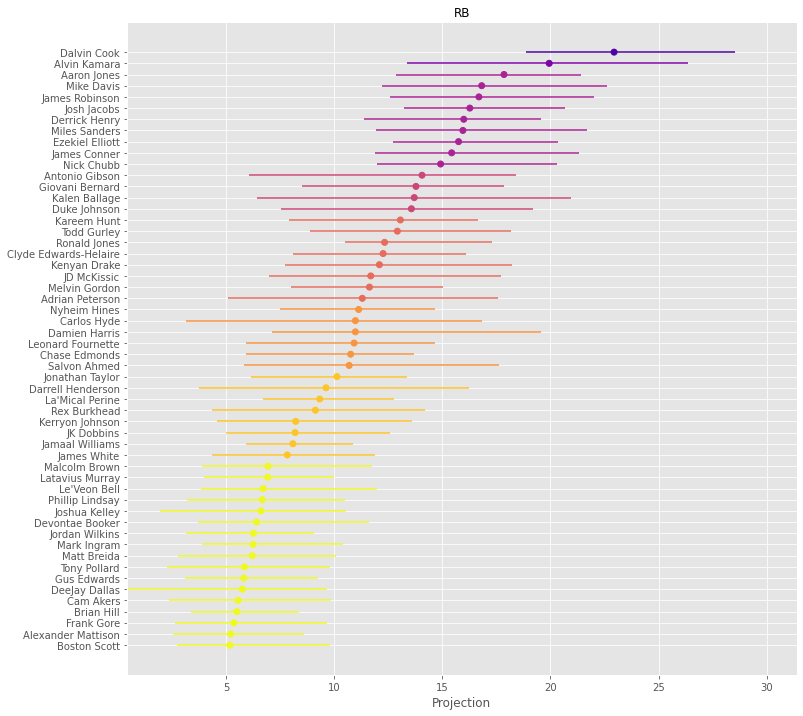 RB
Dalvin Cook
Alvin Kamara
Aaron Jones
Mike Davis
James Robinson
Josh Jacobs
Derrick Henry
Miles Sanders
Ezekiel Elliott
James Conner
Nick Chubb
Antonio Gibson
Giovani Bernard
Kalen Ballage
Duke Johnson
Kareem Hunt
Todd Gurley
Ronald Jones
Clyde Edwards-Helaire
Kenyan Drake
JD McKissic
Melvin Gordon
Adrian Peterson
Nyheim Hines
Carlos Hyde
Damien Harris
Leonard Fournette
Chase Edmonds
Salvon Ahmed
Jonathan Taylor
Darrell Henderson
La'Mical Perine
Rex Burkhead
Kerryon Johnson
JK Dobbins
Jamaal Williams
James White
Malcolm Brown
Latavius Murray
Le'Veon Bell
Phillip Lindsay
Joshua Kelley
Devontae Booker
Jordan Wilkins
Mark Ingram
Matt Breida
Tony Pollard
Gus Edwards
DeeJay Dallas
Cam Akers
Brian Hill
Frank Gore
Alexander Mattison
Boston Scott
5 10 15 20 25 30
Projection